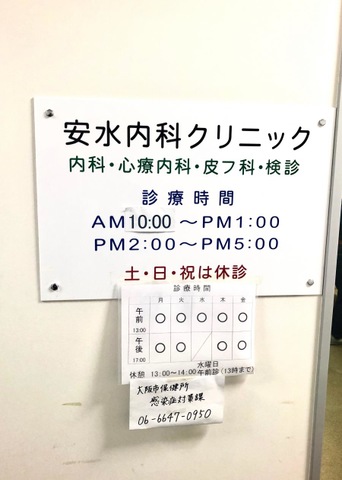 安水内科クリニック
内科・心療内科・皮フ科・検診
診療時間
AM10:00～PM1:00
PM2:00～PM5:00
土・日・祝は休診
診療時間
月 火 水 木 金
午前 13:00 ○ ○ ○ ○ ○
午後 17:00 ○ ○ ／ ○ ○
水曜日
休憩 13:00～14:00 午前診(13時まで)
大阪市保健所
感染症対策課
06-6647-0950